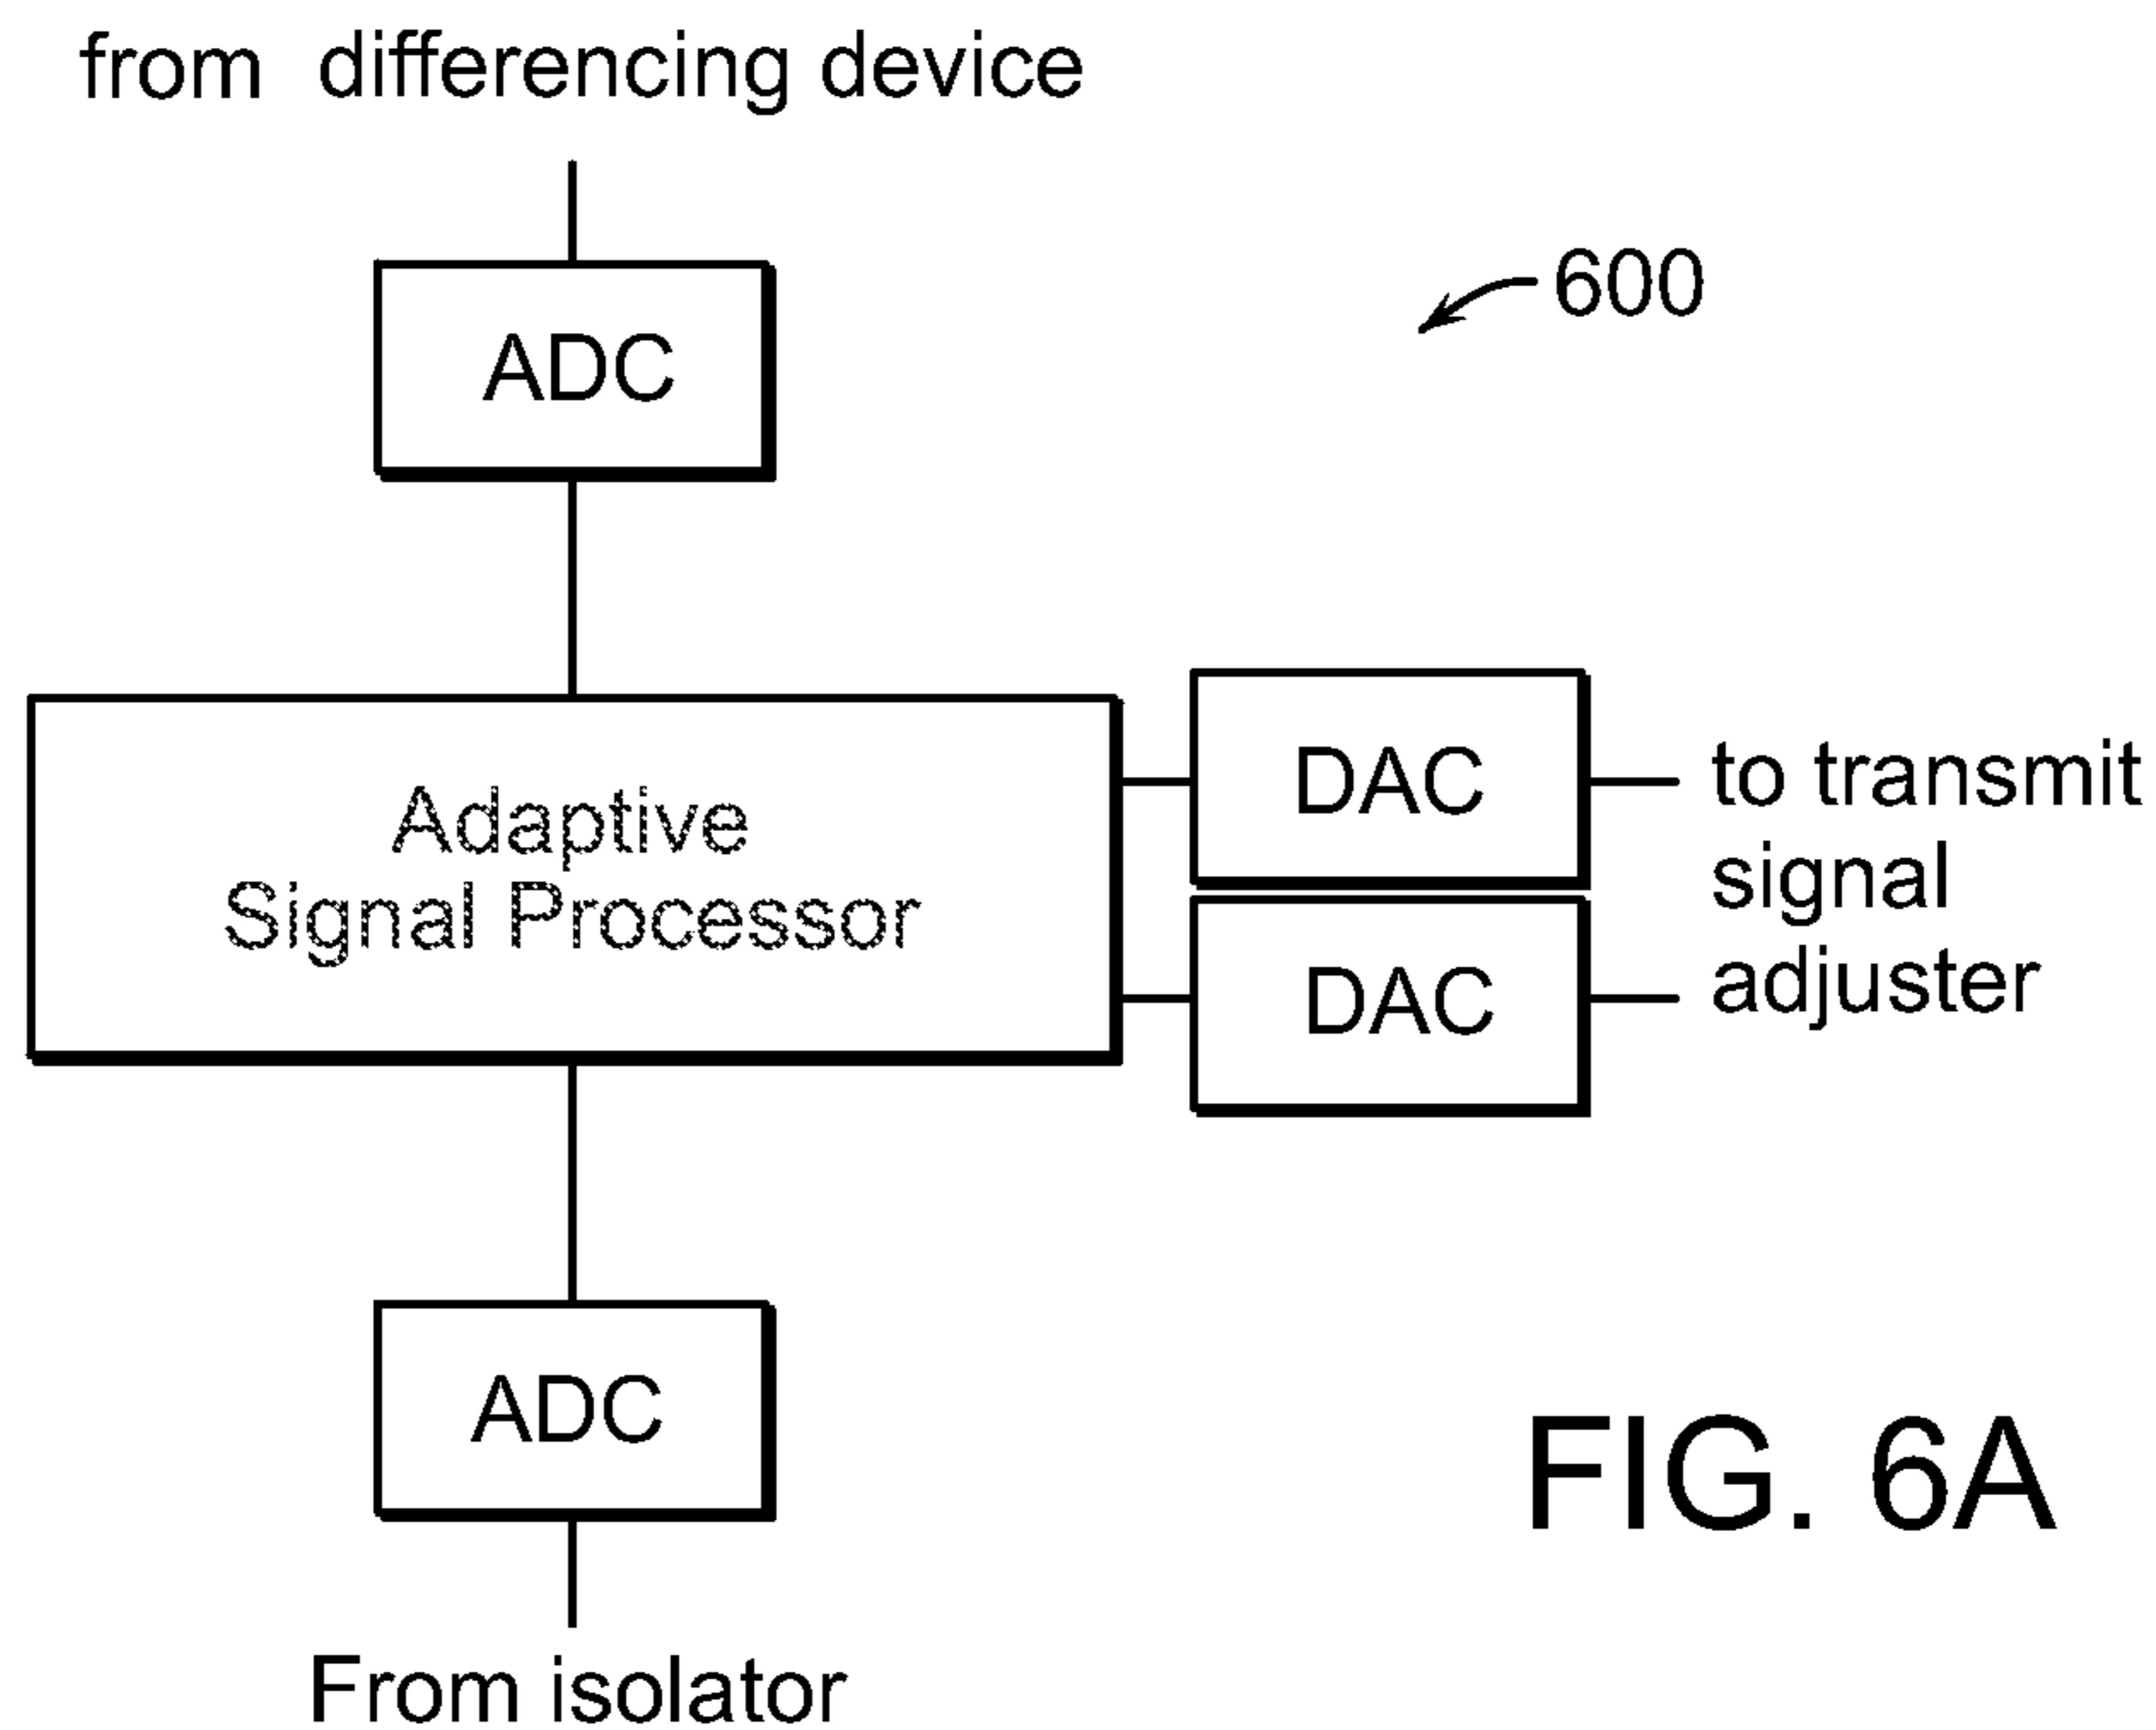 from differencing device
ADC
600
Adaptive
Signal Processor
DAC
DAC
to transmit
signal
adjuster
ADC
From isolator
FIG. 6A